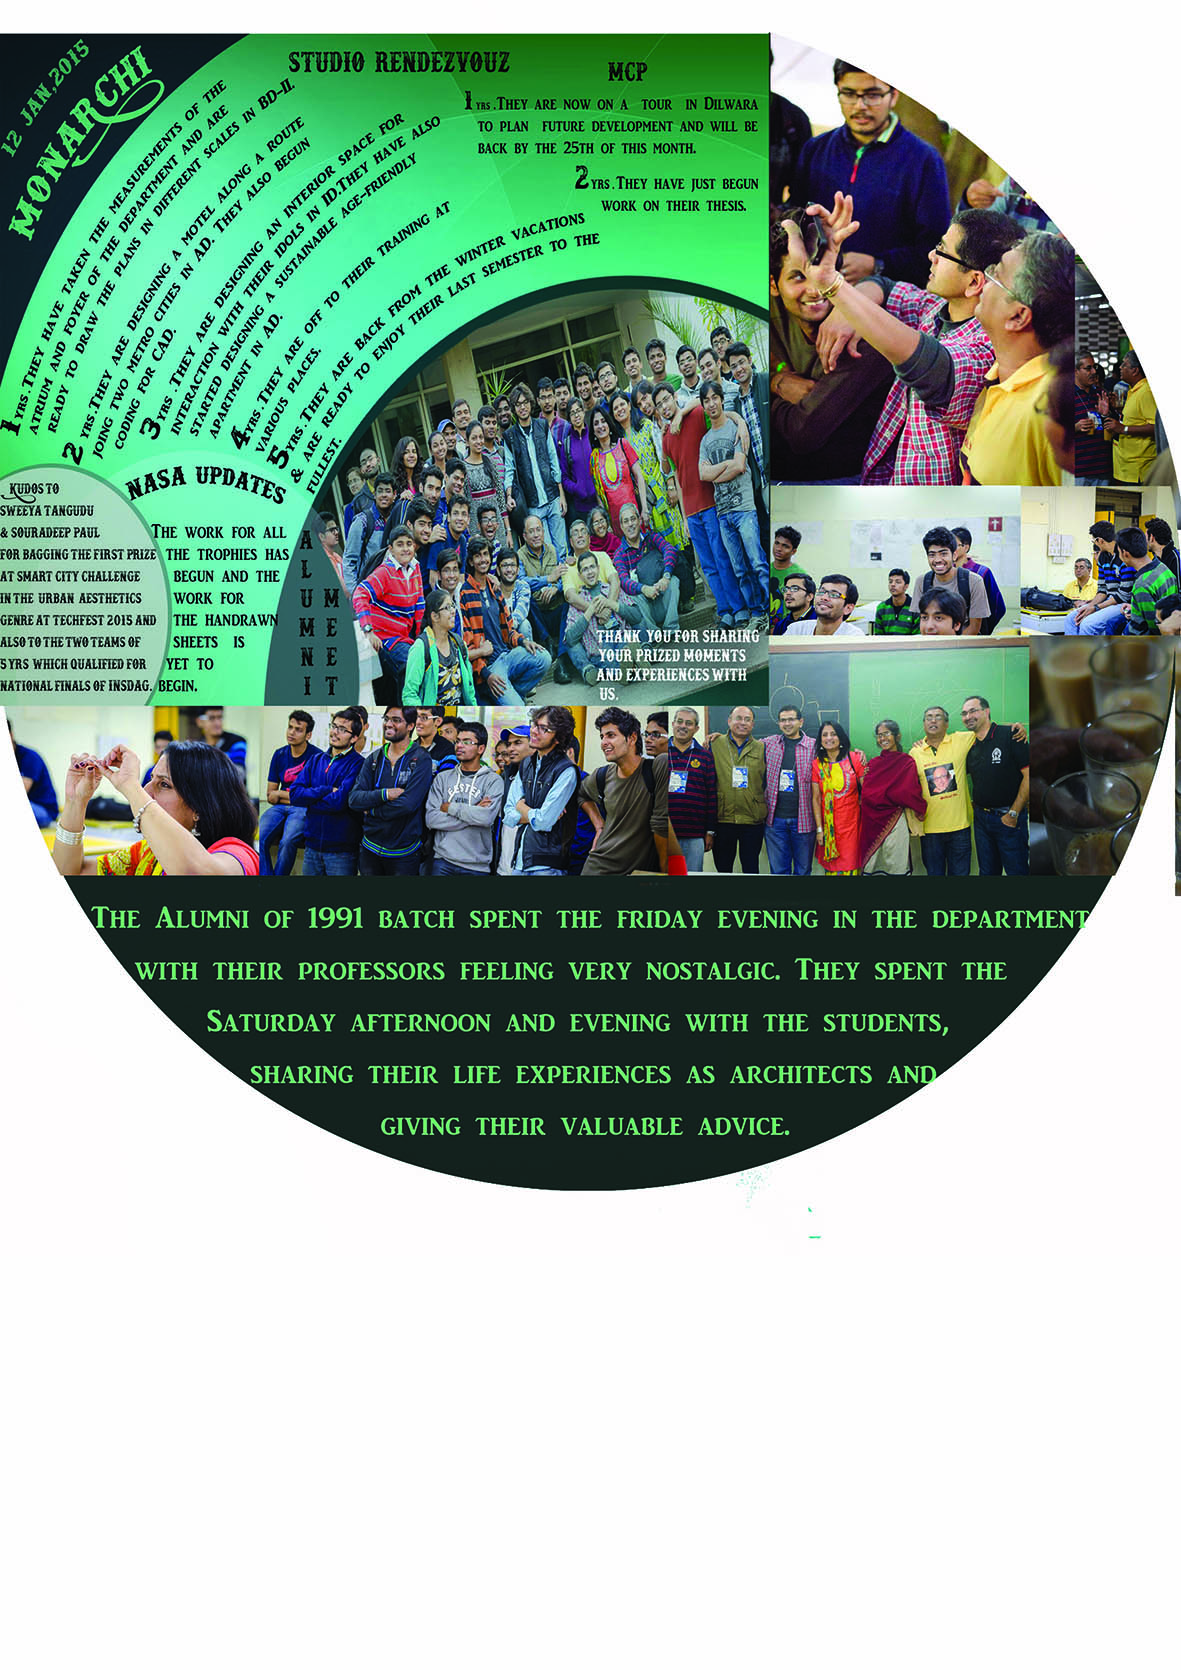 12 JAN,2015
MONARCHI
STUDIO RENDEZVOUZ
1YRS.THEY HAVE TAKEN THE MEASUREMENTS OF THE
ATRIUM AND FOYER OF THE DEPARTMENT AND ARE
READY TO DRAW THE PLANS IN DIFFERENT SCALES IN BD-II.
2 YRS.THEY ARE DESIGNING A MOTEL ALONG A ROUTE
JOING TWO METRO CITIES IN AD. THEY ALSO BEGUN
CODING FOR CAD.
3YRS THEY ARE DESIGNING AN INTERIOR SPACE FOR
INTERACTION WITH THEIR IDOLS IN ID.THEY HAVE ALSO
STARTED DESIGNING A SUSTAINABLE AGE-FRIENDLY
APARTMENT IN AD.
4YRS THEY ARE OFF TO THEIR TRAINING AT
VARIOUS PLACES.
5YRS.THEY ARE BACK FROM THE WINTER VACATIONS
& ARE READY TO ENJOY THEIR LAST SEMESTER TO THE
FULLEST.
MCP
1YRS.THEY ARE NOW ON A TOUR IN DILWARA
TO PLAN FUTURE DEVELOPMENT AND WILL BE
BACK BY THE 25TH OF THIS MONTH.
2YRS.THEY HAVE JUST BEGUN
WORK ON THEIR THESIS.
KUDOS TO
SWEEYA TANGUDU
& SOURADEEP PAUL
FOR BAGGING THE FIRST PRIZE
AT SMART CITY CHALLENGE
IN THE URBAN AESTHETICS
GENRE AT TECHFEST 2015 AND
ALSO TO THE TWO TEAMS OF
5YRS WHICH QUALIFIED FOR
NATIONAL FINALS OF INSDAG.
NASA UPDATES
THE WORK FOR ALL
THE TROPHIES HAS
BEGUN AND THE
WORK FOR
THE HANDRAWN
SHEETS IS
YET TO
BEGIN.
ALUMNI
MEET
THANK YOU FOR SHARING
YOUR PRIZED MOMENTS
AND EXPERIENCES WITH
US.
THE ALUMNI OF 1991 BATCH SPENT THE FRIDAY EVENING IN THE DEPARTMENT
WITH THEIR PROFESSORS FEELING VERY NOSTALGIC. THEY SPENT THE
SATURDAY AFTERNOON AND EVENING WITH THE STUDENTS,
SHARING THEIR LIFE EXPERIENCES AS ARCHITECTS AND
GIVING THEIR VALUABLE ADVICE.